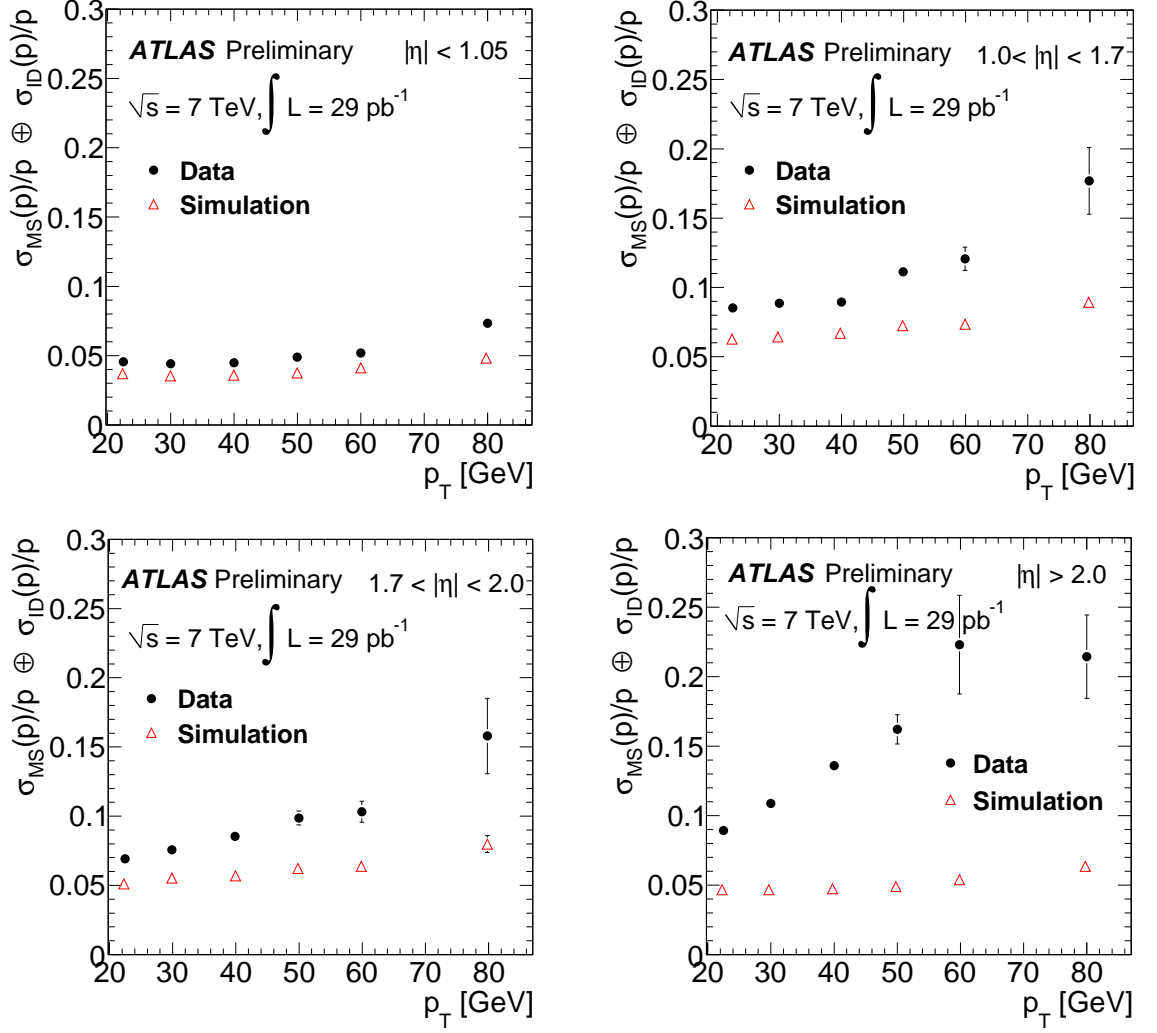 σMS(p)/p ⊕ σID(p)/p
0.3
0.25
0.2
0.15
0.1
0.05
0
ATLAS Preliminary |η| < 1.05
√s = 7 TeV, ∫ L = 29 pb-1
Data
Simulation
20 30 40 50 60 70 80
pT [GeV]
σMS(p)/p ⊕ σID(p)/p
0.3
0.25
0.2
0.15
0.1
0.05
0
ATLAS Preliminary
1.0< |η| < 1.7
√s = 7 TeV, ∫ L = 29 pb-1
Data
Simulation
20 30 40 50 60 70 80
pT [GeV]
σMS(p)/p ⊕ σID(p)/p
0.3
0.25
0.2
0.15
0.1
0.05
0
ATLAS Preliminary 1.7 < |η| < 2.0
√s = 7 TeV, ∫ L = 29 pb-1
Data
Simulation
20 30 40 50 60 70 80
pT [GeV]
σMS(p)/p ⊕ σID(p)/p
0.3
0.25
0.2
0.15
0.1
0.05
0
ATLAS Preliminary |η| > 2.0
√s = 7 TeV, ∫ L = 29 pb-1
Data
Simulation
20 30 40 50 60 70 80
pT [GeV]